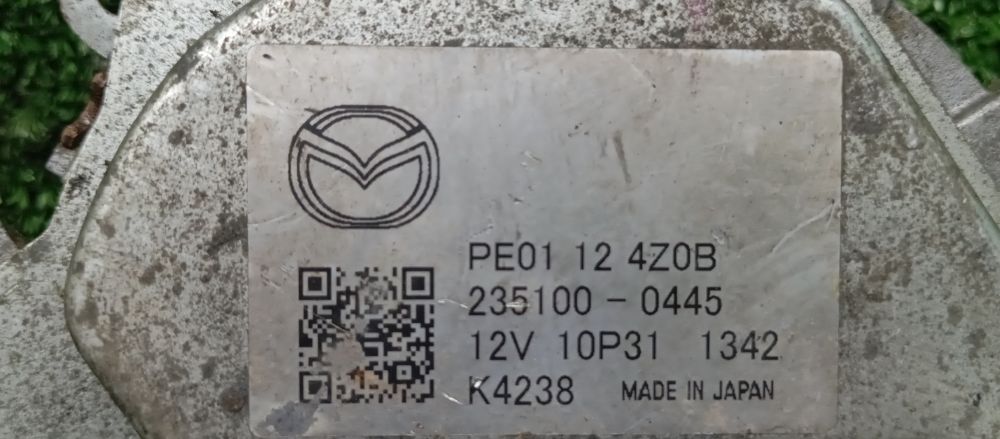 PE01 12 4Z0B
235100-0445
12V 10P31 1342
K4238 MADE IN JAPAN